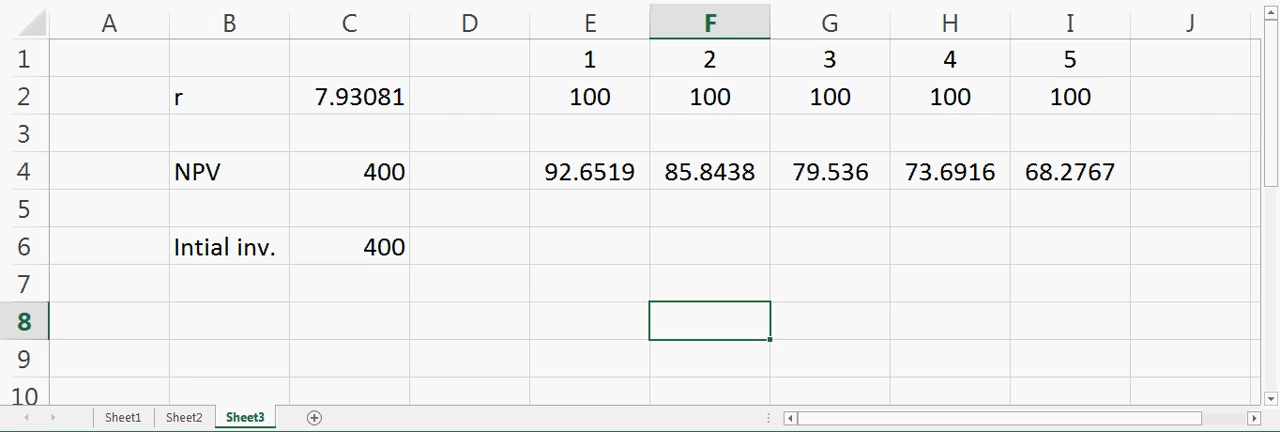 A B C D E F G H I J
1 1 2 3 4 5
2 r 7.93081 100 100 100 100 100
3
4 NPV 400 92.6519 85.8438 79.536 73.6916 68.2767
5
6 Intial inv. 400
7
8
9
10
Sheet1 Sheet2 Sheet3